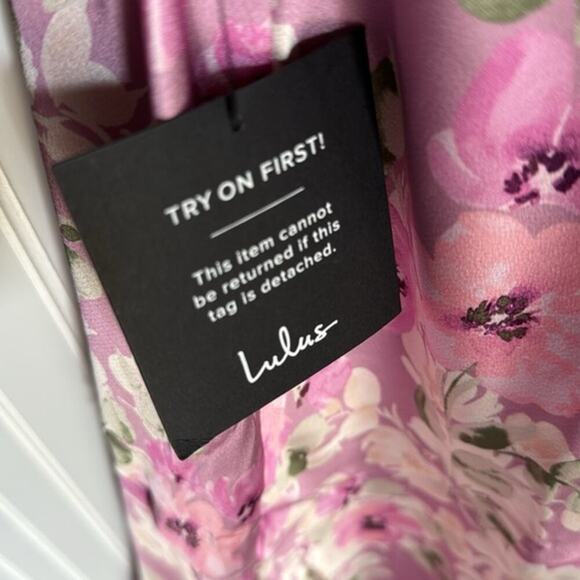 TRY ON FIRST!
This item cannot
be returned if this
tag is detached.
Lulus